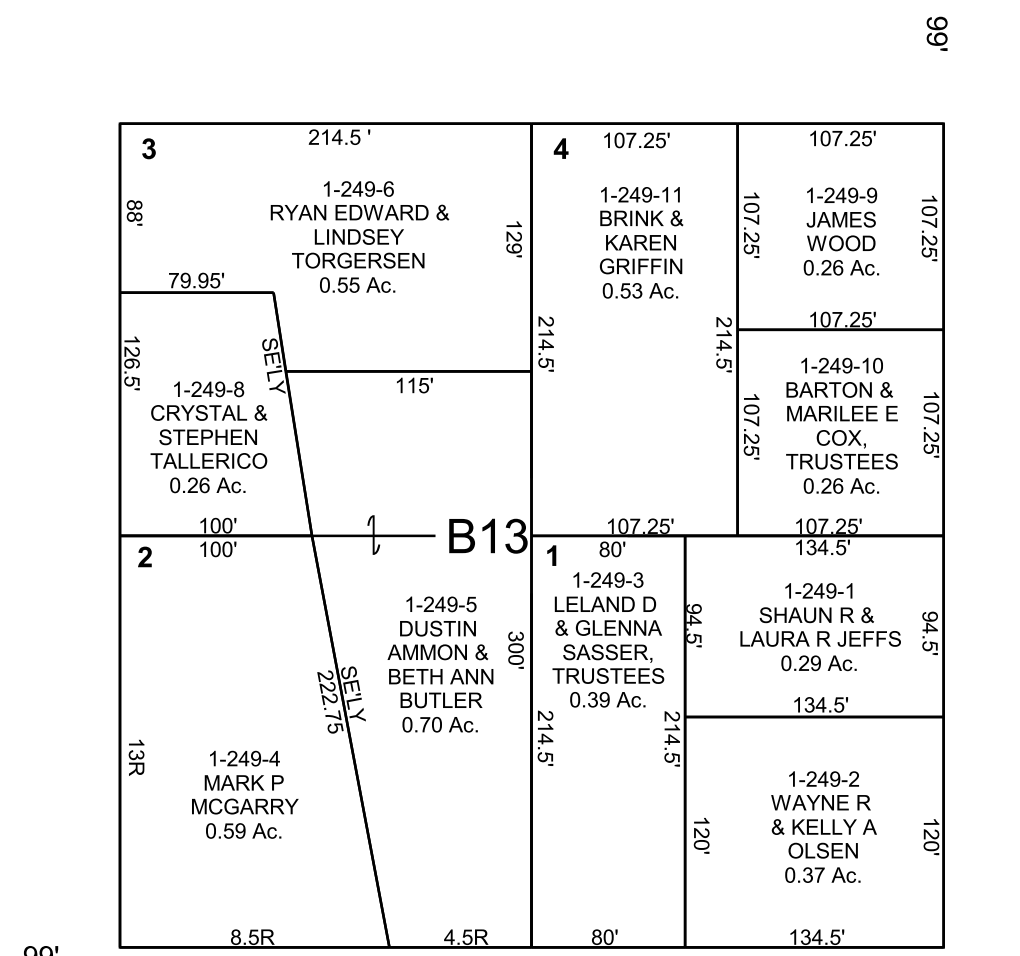 99'
3
214.5 '
88'
1-249-6
RYAN EDWARD &
LINDSEY
TORGERSEN
0.55 Ac.
129'
79.95'
126.5'
SE'LY
115'
1-249-8
CRYSTAL &
STEPHEN
TALLERICO
0.26 Ac.
100'
4
107.25'
1-249-11
BRINK &
KAREN
GRIFFIN
0.53 Ac.
214.5'
214.5'
107.25'
107.25'
107.25'
1-249-9
JAMES
WOOD
0.26 Ac.
107.25'
107.25'
107.25'
1-249-10
BARTON &
MARILEE E
COX,
TRUSTEES
0.26 Ac.
107.25'
107.25'
B13
2
100'
13R
1-249-4
MARK P
MCGARRY
0.59 Ac.
SE'LY
222.75
8.5R
1-249-5
DUSTIN
AMMON &
BETH ANN
BUTLER
0.70 Ac.
300'
4.5R
1
80'
1-249-3
LELAND D
& GLENNA
SASSER,
TRUSTEES
0.39 Ac.
214.5'
214.5'
80'
134.5'
94.5'
1-249-1
SHAUN R &
LAURA R JEFFS
0.29 Ac.
94.5'
134.5'
120'
1-249-2
WAYNE R
& KELLY A
OLSEN
0.37 Ac.
120'
134.5'
99'